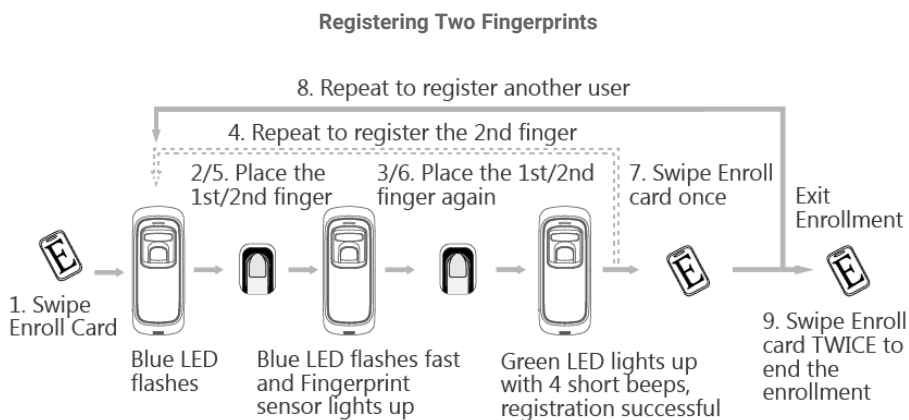 Registering Two Fingerprints
8. Repeat to register another user
4. Repeat to register the 2nd finger
2/5. Place the
1st/2nd finger
3/6. Place the 1st/2nd
finger again
7. Swipe Enroll
card once
Exit
Enrollment
E
E
E
1. Swipe
Enroll Card
Blue LED
flashes
Blue LED flashes fast
and Fingerprint
sensor lights up
Green LED lights up
with 4 short beeps,
registration successful
9. Swipe Enroll
card TWICE to
end the
enrollment